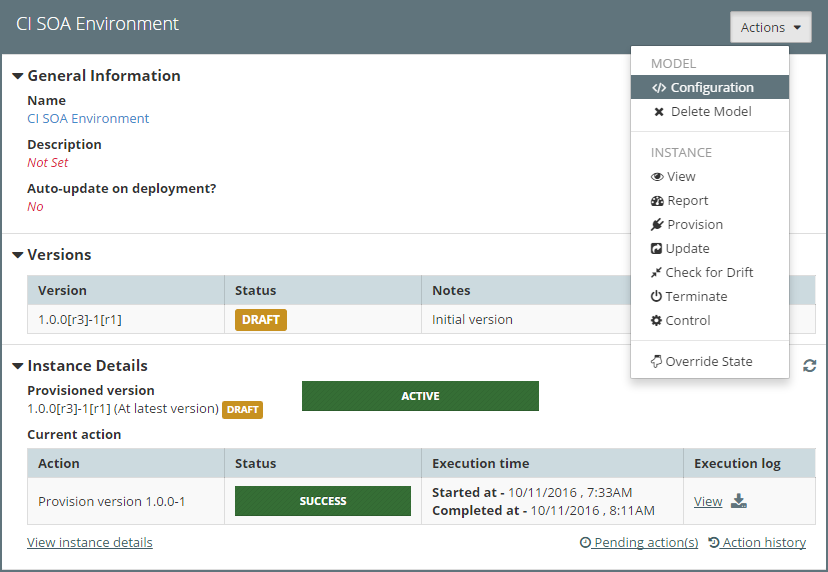 CI SOA Environment
Actions
MODEL
Configuration
Delete Model
INSTANCE
View
Report
Provision
Update
Check for Drift
Terminate
Control
Override State
General Information
Name
CI SOA Environment
Description
Not Set
Auto-update on deployment?
No
Versions
Version Status Notes
1.0.0[r3]-1[r1] DRAFT Initial version
Instance Details
Provisioned version
1.0.0[r3]-1[r1] (At latest version) DRAFT
ACTIVE
Current action
Action Status Execution time Execution log
Provision version 1.0.0-1 SUCCESS
Started at - 10/11/2016 , 7:33AM
Completed at - 10/11/2016 , 8:11AM
View
View instance details
Pending action(s) Action history